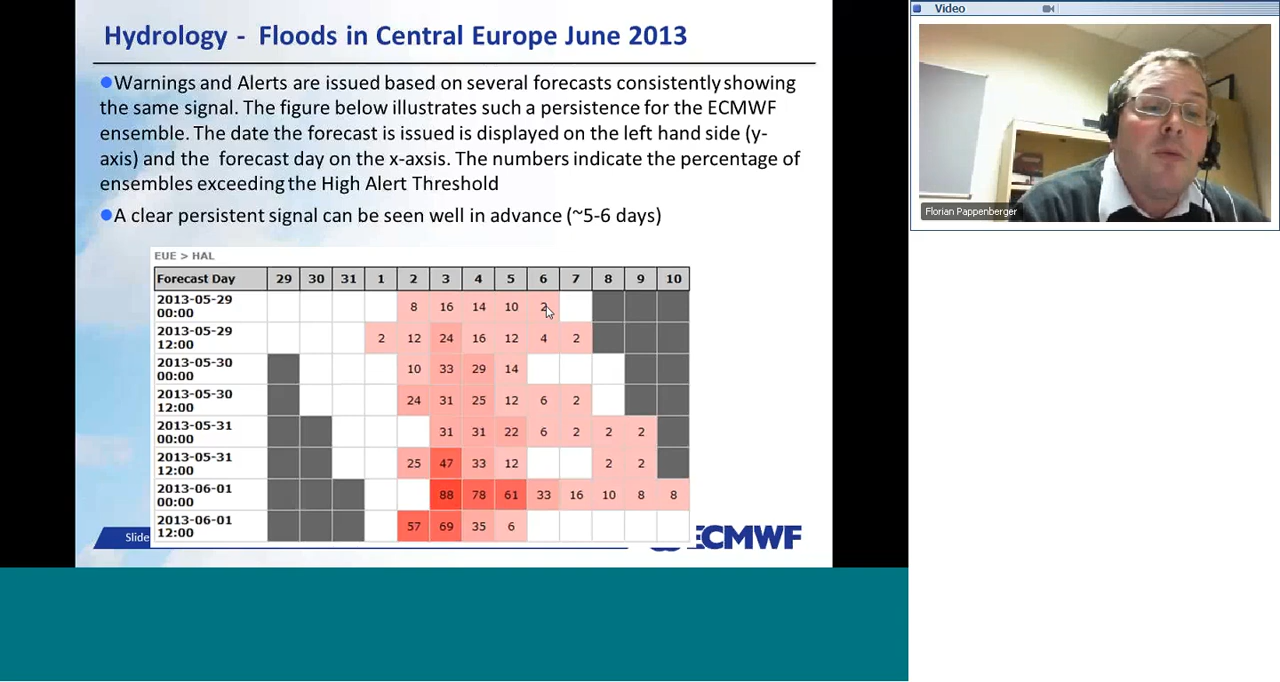 Hydrology - Floods in Central Europe June 2013
Warnings and Alerts are issued based on several forecasts consistently showing
the same signal. The figure below illustrates such a persistence for the ECMWF
ensemble. The date the forecast is issued is displayed on the left hand side (y-
axis) and the forecast day on the x-axsis. The numbers indicate the percentage of
ensembles exceeding the High Alert Threshold
A clear persistent signal can be seen well in advance (~5-6 days)
EUE > HAL
Forecast Day 29 30 31 1 2 3 4 5 6 7 8 9 10
2013-05-29
00:00 8 16 14 10 2
2013-05-29
12:00 2 12 24 16 12 4 2
2013-05-30
00:00 10 33 29 14
2013-05-30
12:00 24 31 25 12 6 2
2013-05-31
00:00 31 31 22 6 2 2 2
2013-05-31
12:00 25 47 33 12 2 2
2013-06-01
00:00 88 78 61 33 16 10 8 8
2013-06-01
12:00 57 69 35 6
Slide
ECMWF
Video
Florian Pappenberger